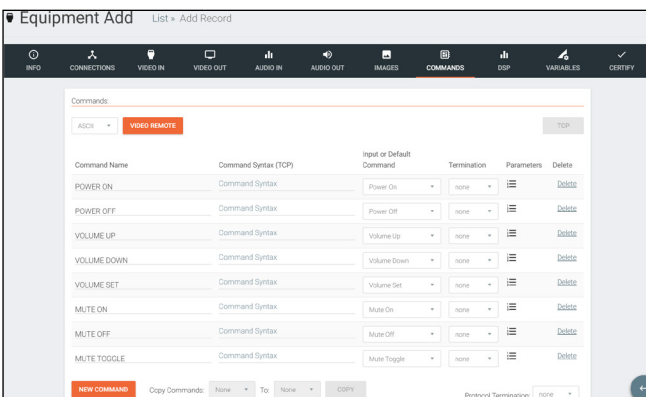 Equipment Add List » Add Record
INFO CONNECTIONS VIDEO IN VIDEO OUT AUDIO IN AUDIO OUT IMAGES COMMANDS DSP VARIABLES CERTIFY
Commands:
ASCII VIDEO REMOTE TCP
Input or Default
Command Name Command Syntax (TCP) Command Termination Parameters Delete
POWER ON Command Syntax Power On none Delete
POWER OFF Command Syntax Power Off none Delete
VOLUME UP Command Syntax Volume Up none Delete
VOLUME DOWN Command Syntax Volume Down none Delete
VOLUME SET Command Syntax Volume Set none Delete
MUTE ON Command Syntax Mute On none Delete
MUTE OFF Command Syntax Mute Off none Delete
MUTE TOGGLE Command Syntax Mute Toggle none Delete
NEW COMMAND Copy Commands: None To: None COPY Protocol Termination none